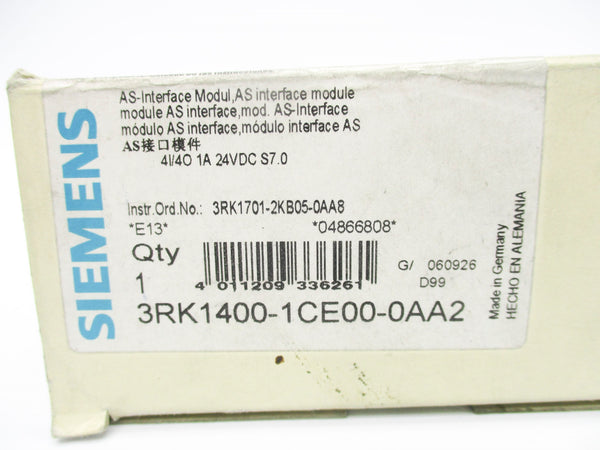 SIEMENS
AS-Interface Modul,AS interface module
module AS interface,mod. AS-Interface
módulo AS interface,módulo interface AS
AS接口模件
4I/4O 1A 24VDC S7.0
Instr.Ord.No.: 3RK1701-2KB05-0AA8
*E13* *04866808*
Qty
1
4 011209 336261
G/ 060926
D99
3RK1400-1CE00-0AA2
Made in Germany
HECHO EN ALEMANIA